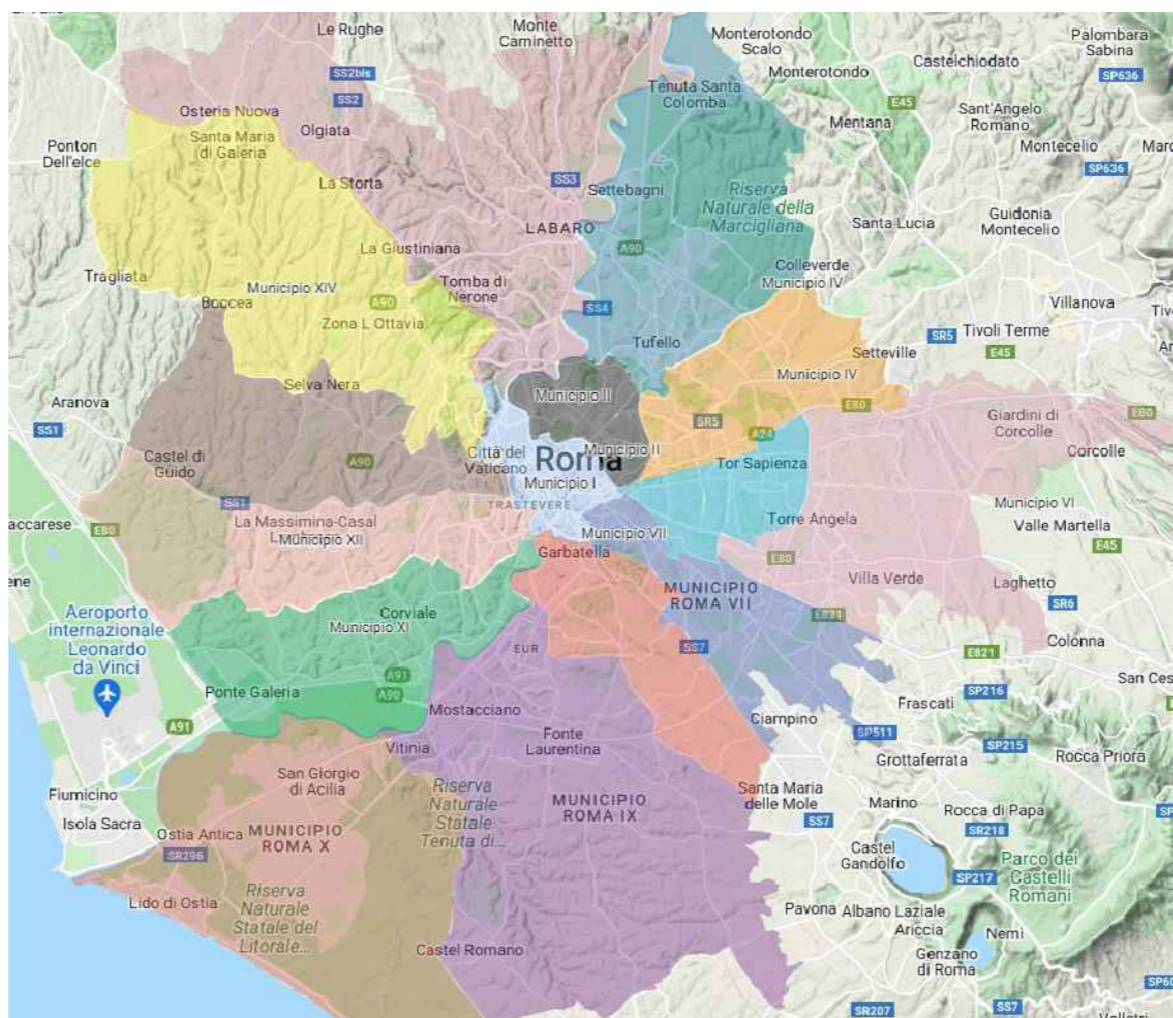 Le Rughe
Monte
Caminetto
Monterotondo
Scalo
Castelchiodato
Palombara
Sabina
SS2bis
SS2
Monterotondo
SP636
Tenuta Santa
Colomba
E45
Sant'Angelo
Romano
Osteria Nuova
Santa Maria
di Galeria
Olgiata
Mentana
Ponton
Dell'elce
Montecelio
SP636
La Storta
SS3
Settebagni
Riserva
Naturale della
Marcigliana
Santa Lucia
Guidonia
Montecelio
LABARO
La Giustiniana
A90
Colleverde
Municipio IV
Tragliata
Boccea
Municipio XIV
A90
Tomba di
Nerone
SS4
Villanova
Zona L Ottavia
Tufello
SR5
Tivoli Terme
E45
Setteville
Selva Nera
Municipio II
Municipio IV
Aranova
SS1
SR5
E80
Giardini di
Corcolle
E80
A24
Castel di
Guido
A90
Città del
Vaticano
Roma
Municipio II
Tor Sapienza
Corcolle
Municipio I
SS1
TRASTEVERE
Municipio VI
La Massimina-Casal
Municipio XII
Torre Angela
Valle Martella
E80
Municipio VII
E45
Garbatella
E80
Villa Verde
Laghetto
SR6
MUNICIPIO
ROMA VII
Aeroporto
internazionale
Leonardo
da Vinci
Corviale
Municipio XI
E821
Colonna
EUR
SS7
E821
A91
San Ces
Ponte Galeria
A90
SP216
A91
Mostacciano
Frascati
Ciampino
SP511
Vitinia
Fonte
Laurentina
SP215
Rocca Priora
Grottaferrata
San Giorgio
di Acilia
Riserva
Naturale
Statale
Tenuta di...
Santa Maria
delle Mole
Fiumicino
Isola Sacra
MUNICIPIO
ROMA IX
Marino
Rocca di Papa
SS7
SR218
Ostia Antica
MUNICIPIO
ROMA X
SR296
Castel
Gandolfo
Parco dei
Castelli
Romani
SP217
Lido di Ostia
Riserva
Naturale
Statale del
Litorale...
Pavona
Albano Laziale
Ariccia
Nemi
Castel Romano
Genzano
di Roma
SR207
SS7